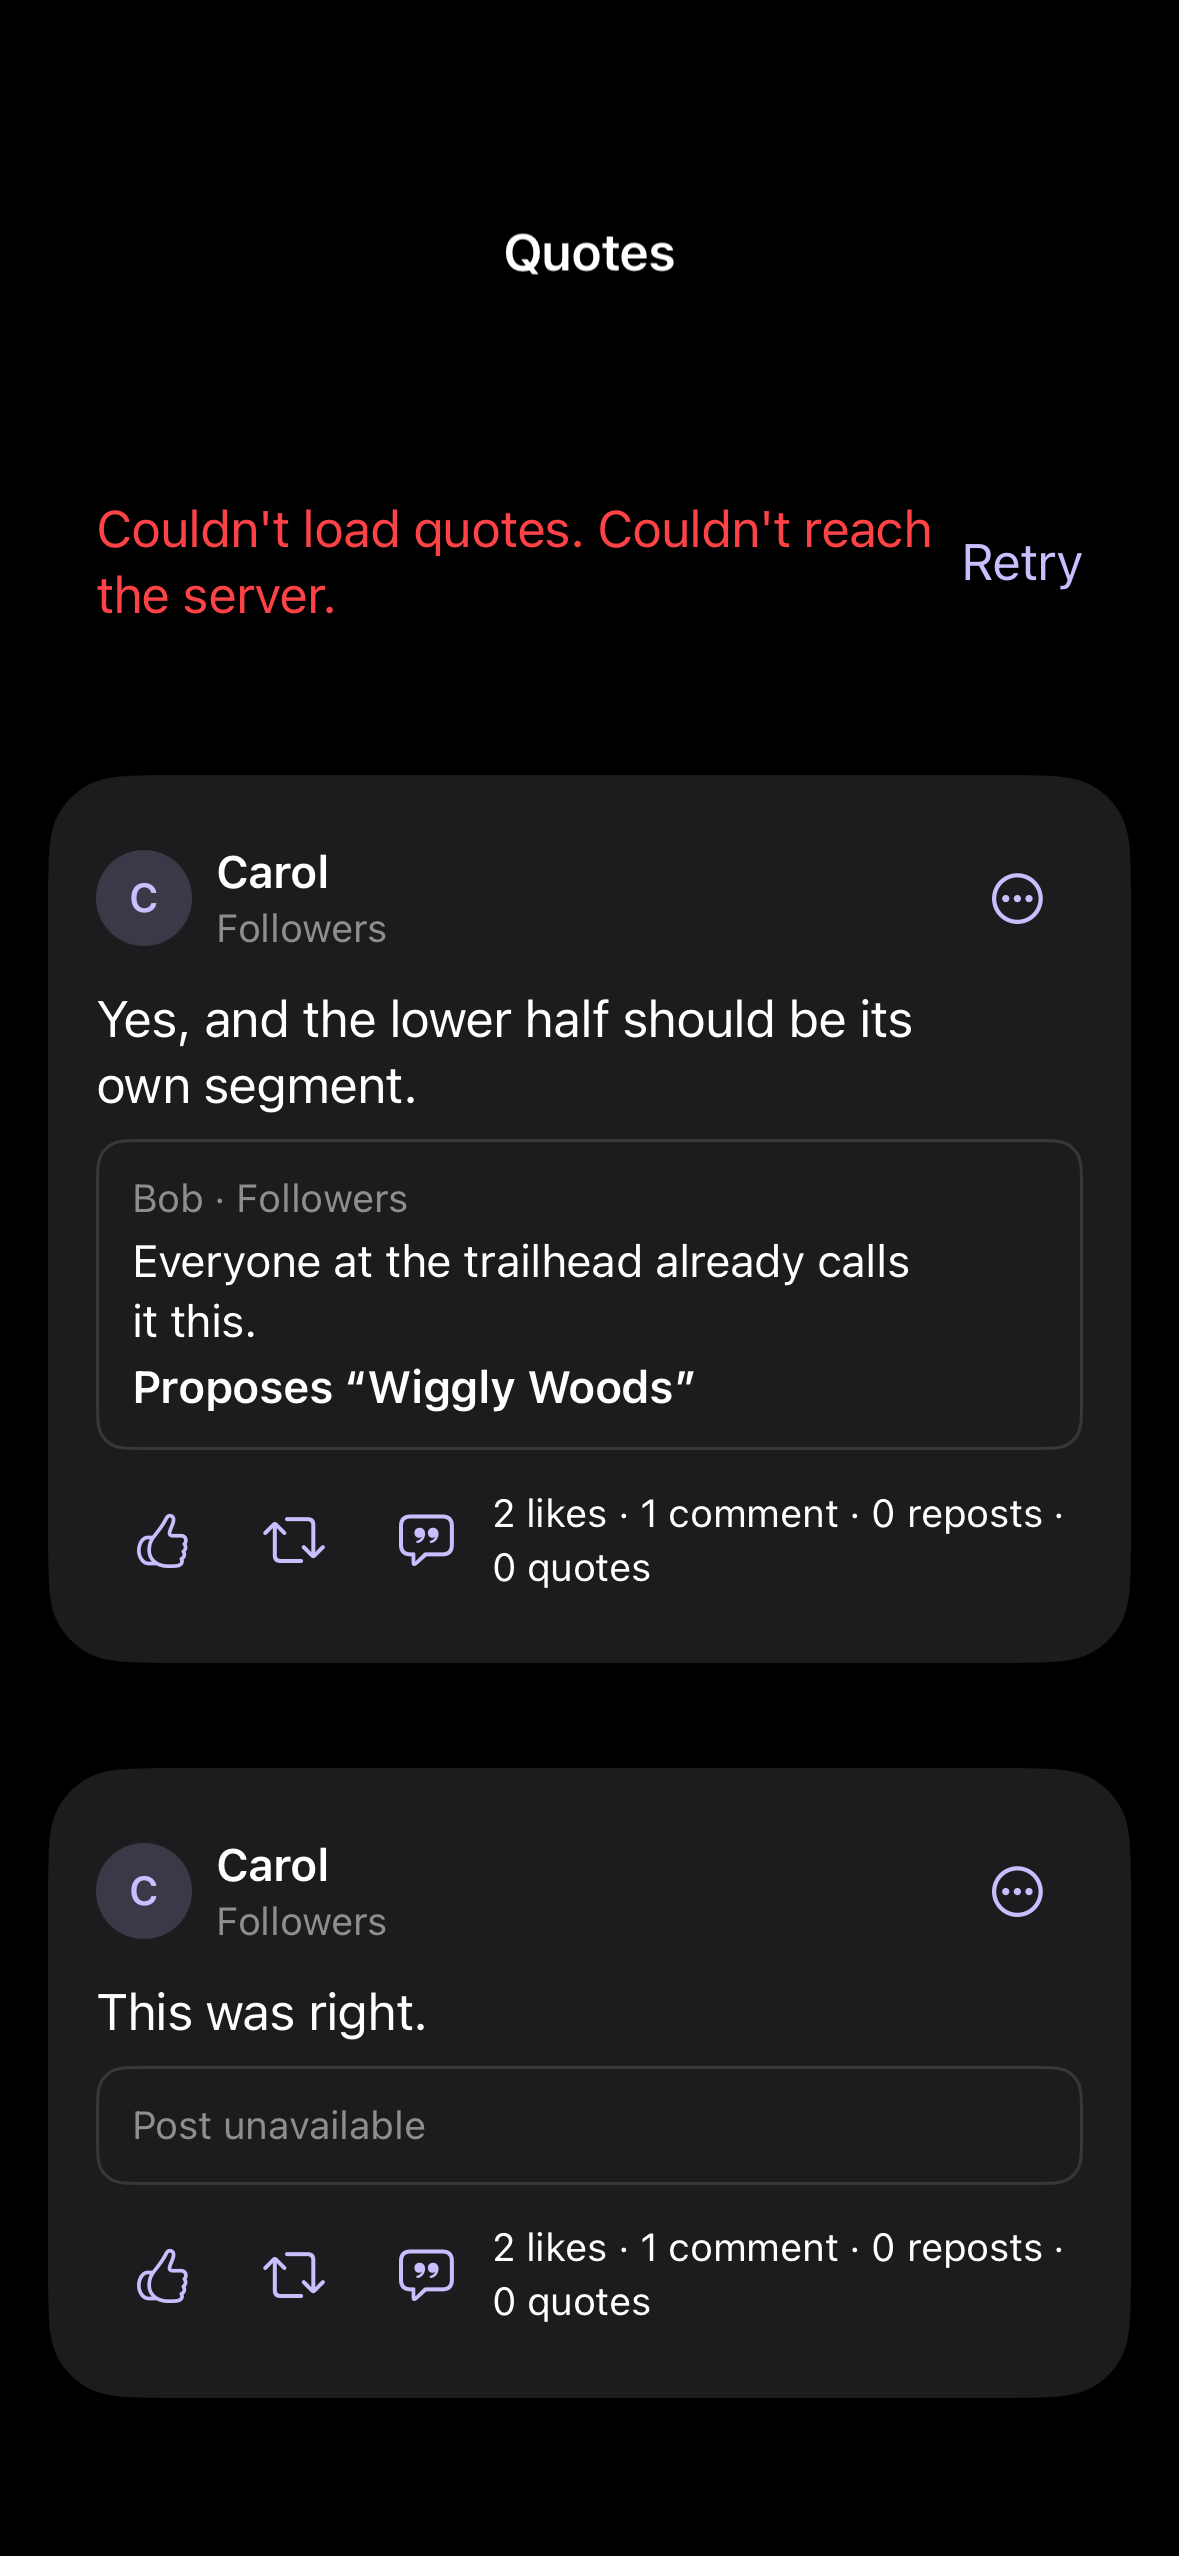 Quotes
Couldn't load quotes. Couldn't reach
the server.
Retry
C
Carol
Followers
Yes, and the lower half should be its
own segment.
Bob · Followers
Everyone at the trailhead already calls
it this.
Proposes “Wiggly Woods”
2 likes · 1 comment · 0 reposts ·
0 quotes
C
Carol
Followers
This was right.
Post unavailable
2 likes · 1 comment · 0 reposts ·
0 quotes